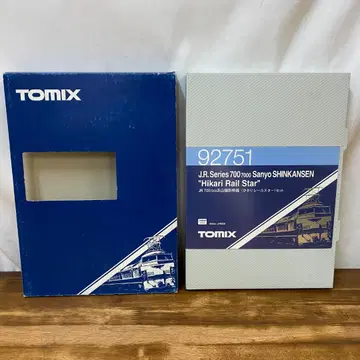 TOMIX
92751
J.R. Series 700 7000 Sanyo SHINKANSEN
"Hikari Rail Star"
TOMIX